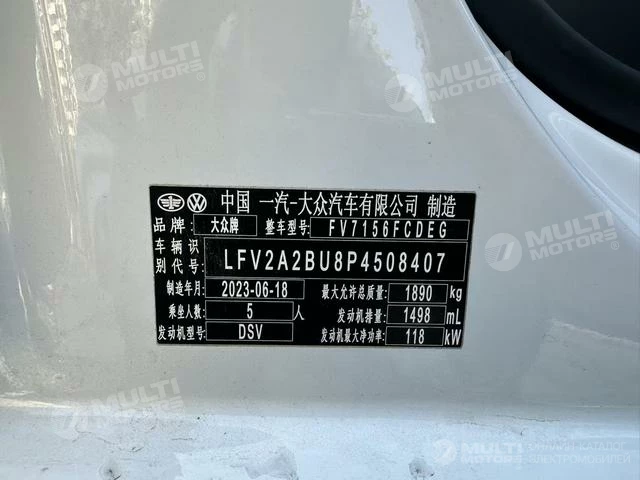 MULTI MOTORS®
MULTI MOTORS®
中国 一汽-大众汽车有限公司 制造
品牌: 大众牌 整车型号: FV7156FCDEG
车辆识别代号: LFV2A2BU8P4508407
制造年月: 2023-06-18 最大允许总质量: 1890 kg
乘坐人数: 5 人 发动机排量: 1498 mL
发动机型号: DSV 发动机最大净功率: 118 kW
MULTI MOTORS®
MULTI MOTORS
ОНЛАЙН-КАТАЛОГ
ЭЛЕКТРОМОБИЛЕЙ